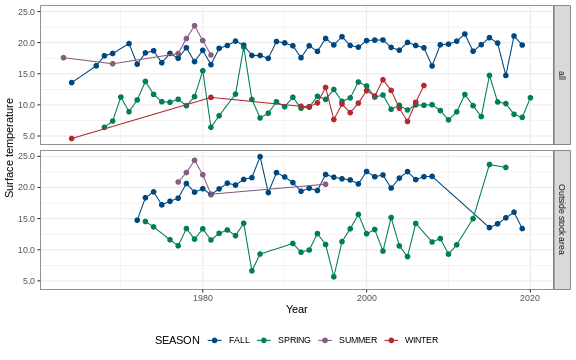 25.0
20.0
15.0
10.0
5.0
all
25.0
20.0
15.0
10.0
5.0
Outside stock area
Surface temperature
1980
2000
2020
Year
SEASON FALL SPRING SUMMER WINTER